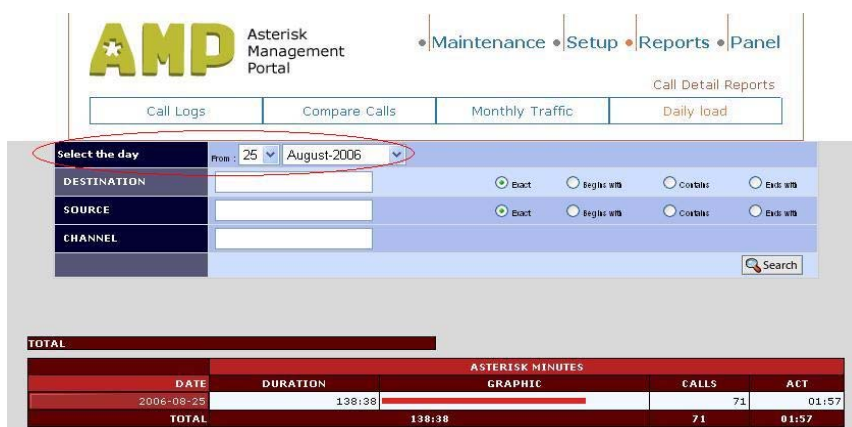 AMP Asterisk
Management
Portal
Maintenance Setup Reports Panel
Call Detail Reports
Call Logs Compare Calls Monthly Traffic Daily load
Select the day From : 25 August-2006
DESTINATION Exact Begins with Contains Ends with
SOURCE Exact Begins with Contains Ends with
CHANNEL
Search
TOTAL
ASTERISK MINUTES
DATE DURATION GRAPHIC CALLS ACT
2006-08-25 138:38 71 01:57
TOTAL 138:38 71 01:57